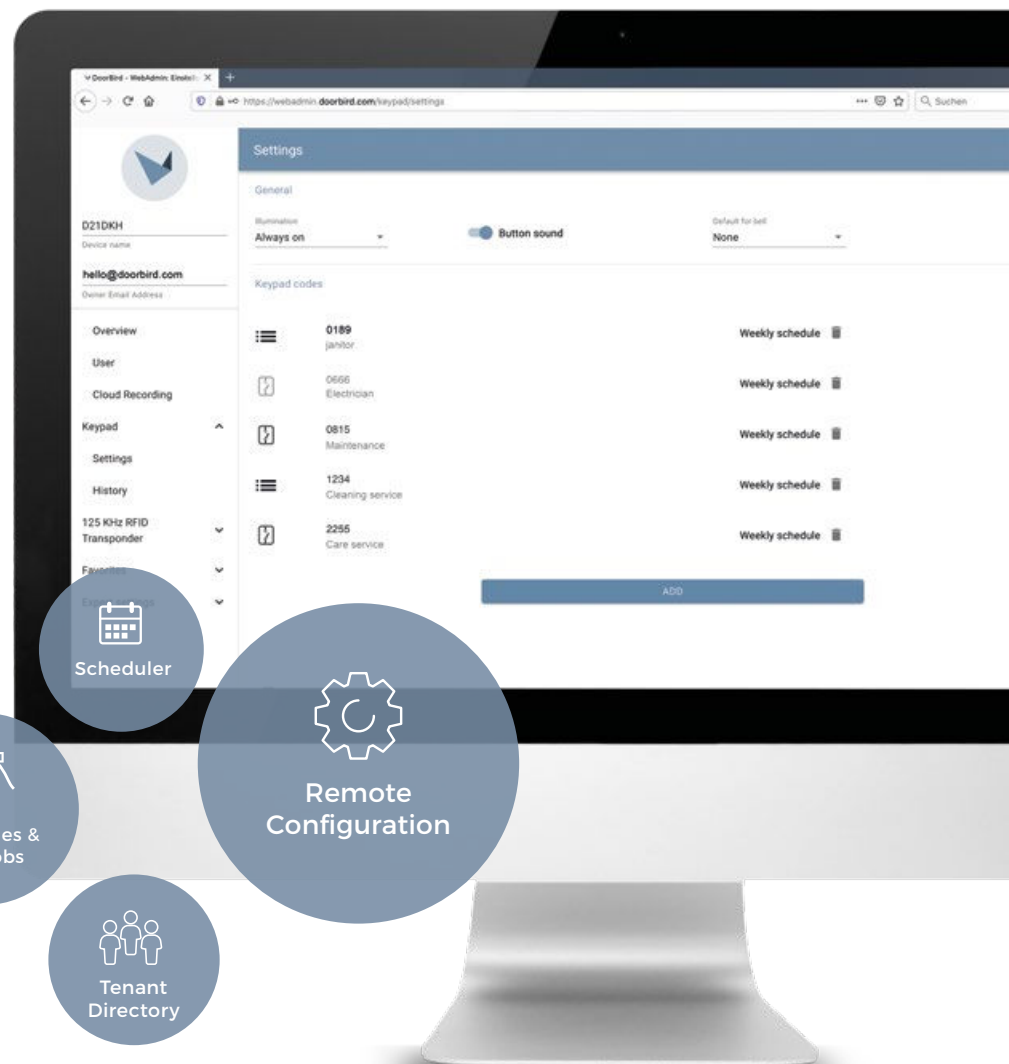 DoorBird - WebAdmin: Einstell
https://webadmin.doorbird.com/keypad/settings
Suchen
Settings
General
D21DKH
Device name
hello@doorbird.com
Owner Email Address
Illumination
Always on
Button sound
Default for bell
None
Keypad codes
Overview
User
Cloud Recording
Keypad
Settings
History
125 KHz RFID
Transponder
Favorites
0189
janitor
Weekly schedule
0666
Electrician
Weekly schedule
0815
Maintenance
Weekly schedule
1234
Cleaning service
Weekly schedule
2255
Care service
Weekly schedule
ADD
Scheduler
Remote
Configuration
es &
obs
Tenant
Directory